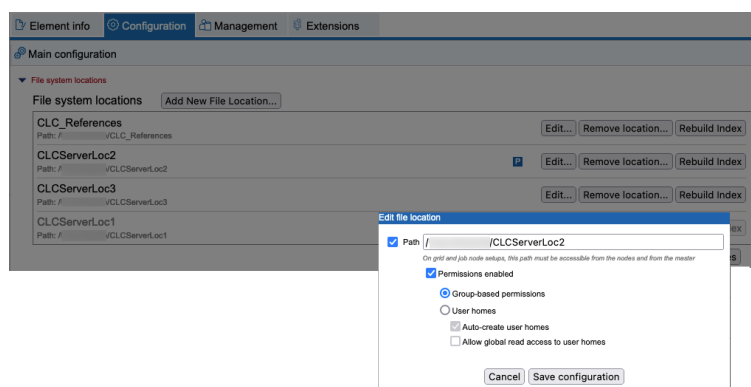 Element info
Configuration
Management
Extensions
Main configuration
File system locations
File system locations
Add New File Location...
CLC_References
Path: / /CLC_References
Edit...
Remove location...
Rebuild Index
CLCServerLoc2
Path: / /CLCServerLoc2
P
Edit...
Remove location...
Rebuild Index
CLCServerLoc3
Path: / /CLCServerLoc3
Edit...
Remove location...
Rebuild Index
CLCServerLoc1
Path: / /CLCServerLoc1
Edit file location
Path
/ /CLCServerLoc2
On grid and job node setups, this path must be accessible from the nodes and from the master
Permissions enabled
Group-based permissions
User homes
Auto-create user homes
Allow global read access to user homes
Cancel
Save configuration